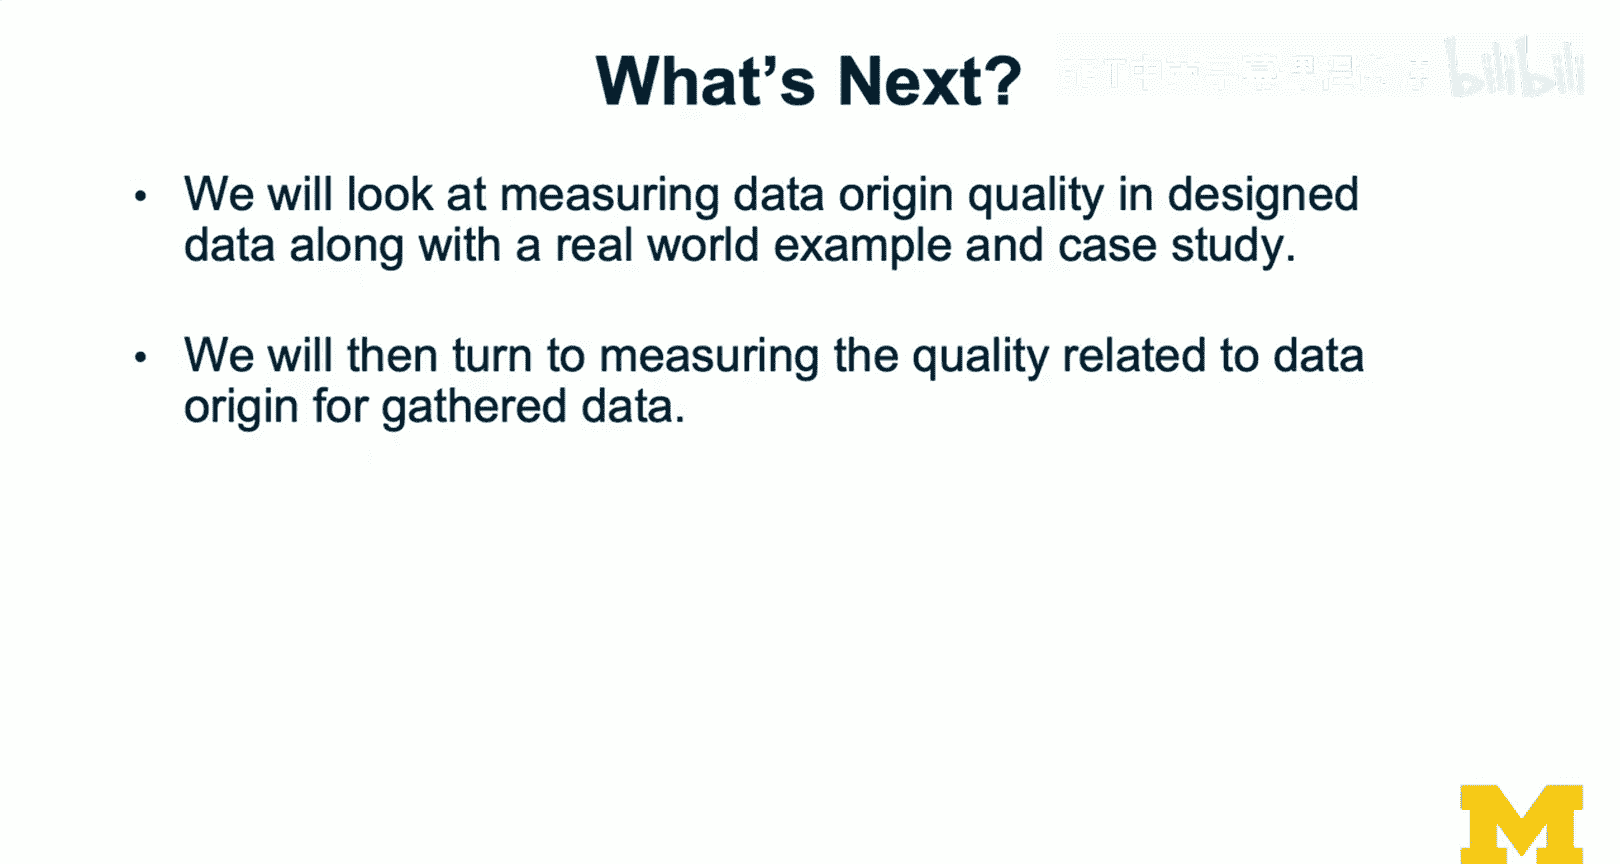 What's Next?
bilibili
• We will look at measuring data origin quality in designed
data along with a real world example and case study.
• We will then turn to measuring the quality related to data
origin for gathered data.
M